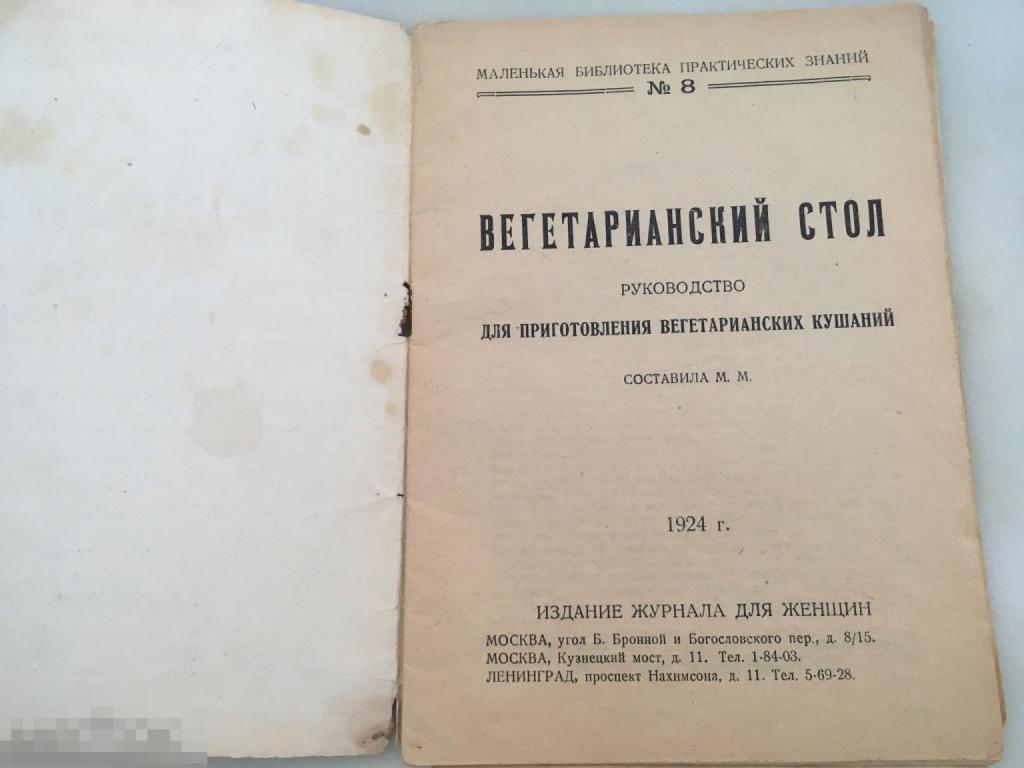 МАЛЕНЬКАЯ БИБЛИОТЕКА ПРАКТИЧЕСКИХ ЗНАНИЙ
№ 8
ВЕГЕТАРИАНСКИЙ СТОЛ
РУКОВОДСТВО
ДЛЯ ПРИГОТОВЛЕНИЯ ВЕГЕТАРИАНСКИХ КУШАНИЙ
СОСТАВИЛА М. М.
1924 г.
ИЗДАНИЕ ЖУРНАЛА ДЛЯ ЖЕНЩИН
МОСКВА, угол Б. Бронной и Богословского пер., д. 8/15.
МОСКВА, Кузнецкий мост, д. 11. Тел. 1-84-03.
ЛЕНИНГРАД, проспект Нахимсона, д. 11. Тел. 5-69-28.